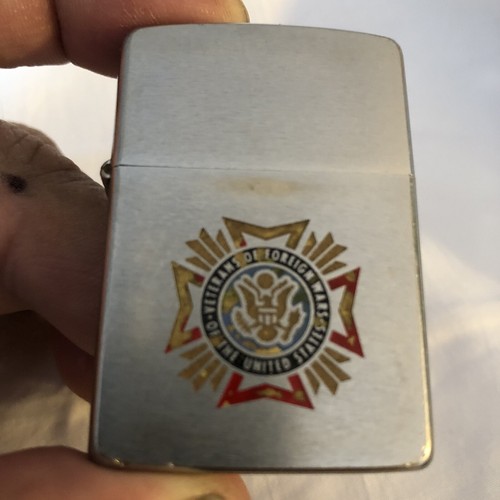 VETERANS OF FOREIGN WARS
OF THE UNITED STATES